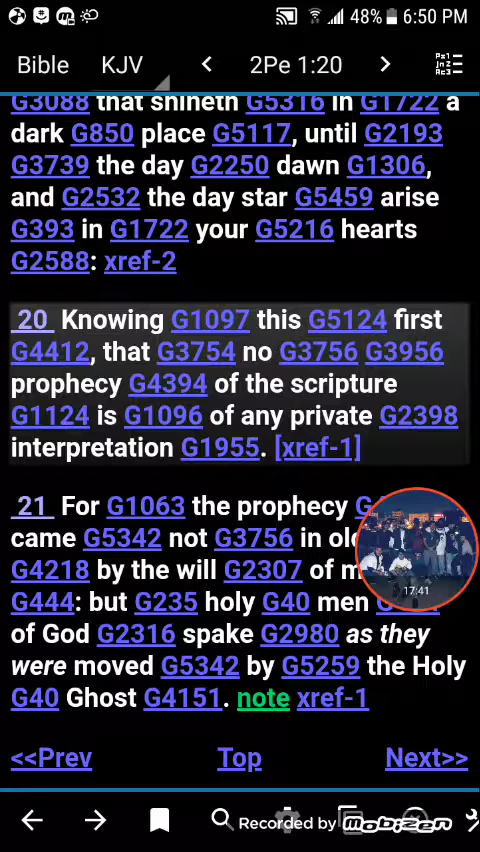 48% 6:50 PM
Bible KJV < 2Pe 1:20 >
G3088 that shineth G5316 in G1722 a
dark G850 place G5117, until G2193
G3739 the day G2250 dawn G1306,
and G2532 the day star G5459 arise
G393 in G1722 your G5216 hearts
G2588: xref-2
20 Knowing G1097 this G5124 first
G4412, that G3754 no G3756 G3956
prophecy G4394 of the scripture
G1124 is G1096 of any private G2398
interpretation G1955. [xref-1]
21 For G1063 the prophecy
came G5342 not G3756 in
G4218 by the will G2307 of
G444: but G235 holy G40 men
17:41
of God G2316 spake G2980 as they
were moved G5342 by G5259 the Holy
G40 Ghost G4151. note xref-1
<<Prev Top Next>>
Recorded by mobizen